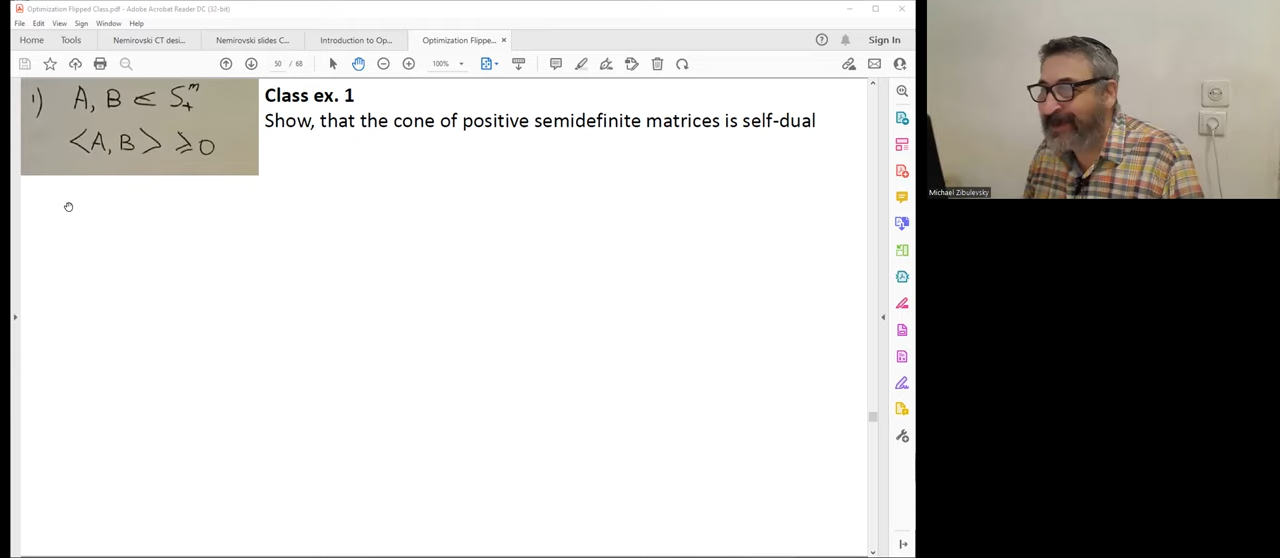 Optimization Flipped Class.pdf - Adobe Acrobat Reader DC (32-bit)
File Edit View Sign Window Help
Home Tools Nemirovski CT desi... Nemirovski slides C... Introduction to Op... Optimization Flippe... × Sign In
50 / 68 100%
1) A, B ∈ S₊ᵐ
<A, B> ≥ 0
Class ex. 1
Show, that the cone of positive semidefinite matrices is self-dual
Michael Zibulevsky